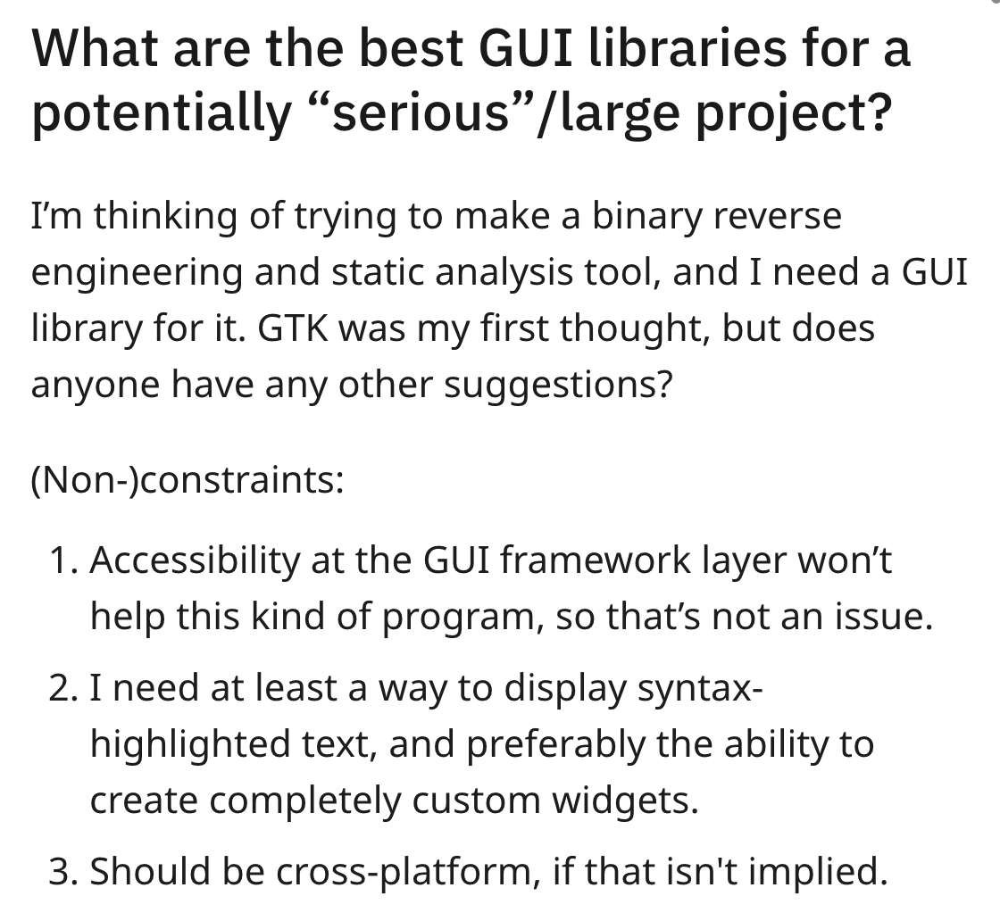 What are the best GUI libraries for a
potentially “serious”/large project?
I’m thinking of trying to make a binary reverse
engineering and static analysis tool, and I need a GUI
library for it. GTK was my first thought, but does
anyone have any other suggestions?
(Non-)constraints:
1. Accessibility at the GUI framework layer won’t
help this kind of program, so that’s not an issue.
2. I need at least a way to display syntax-
highlighted text, and preferably the ability to
create completely custom widgets.
3. Should be cross-platform, if that isn't implied.